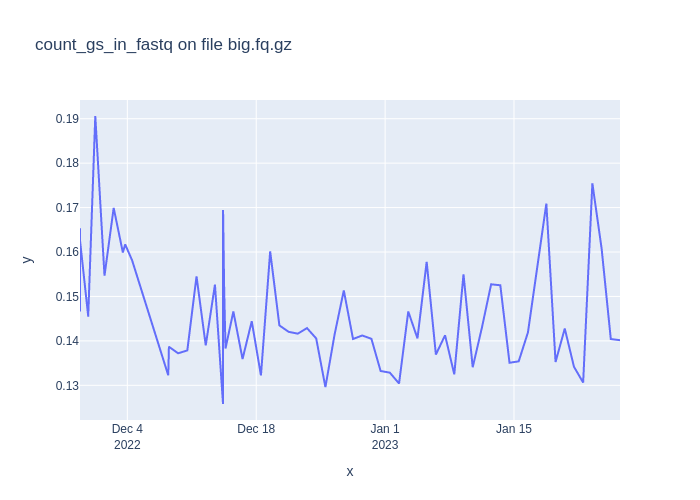 count_gs_in_fastq on file big.fq.gz
0.19
0.18
0.17
0.16
0.15
0.14
0.13
y
Dec 4
2022
Dec 18
Jan 1
2023
Jan 15
x